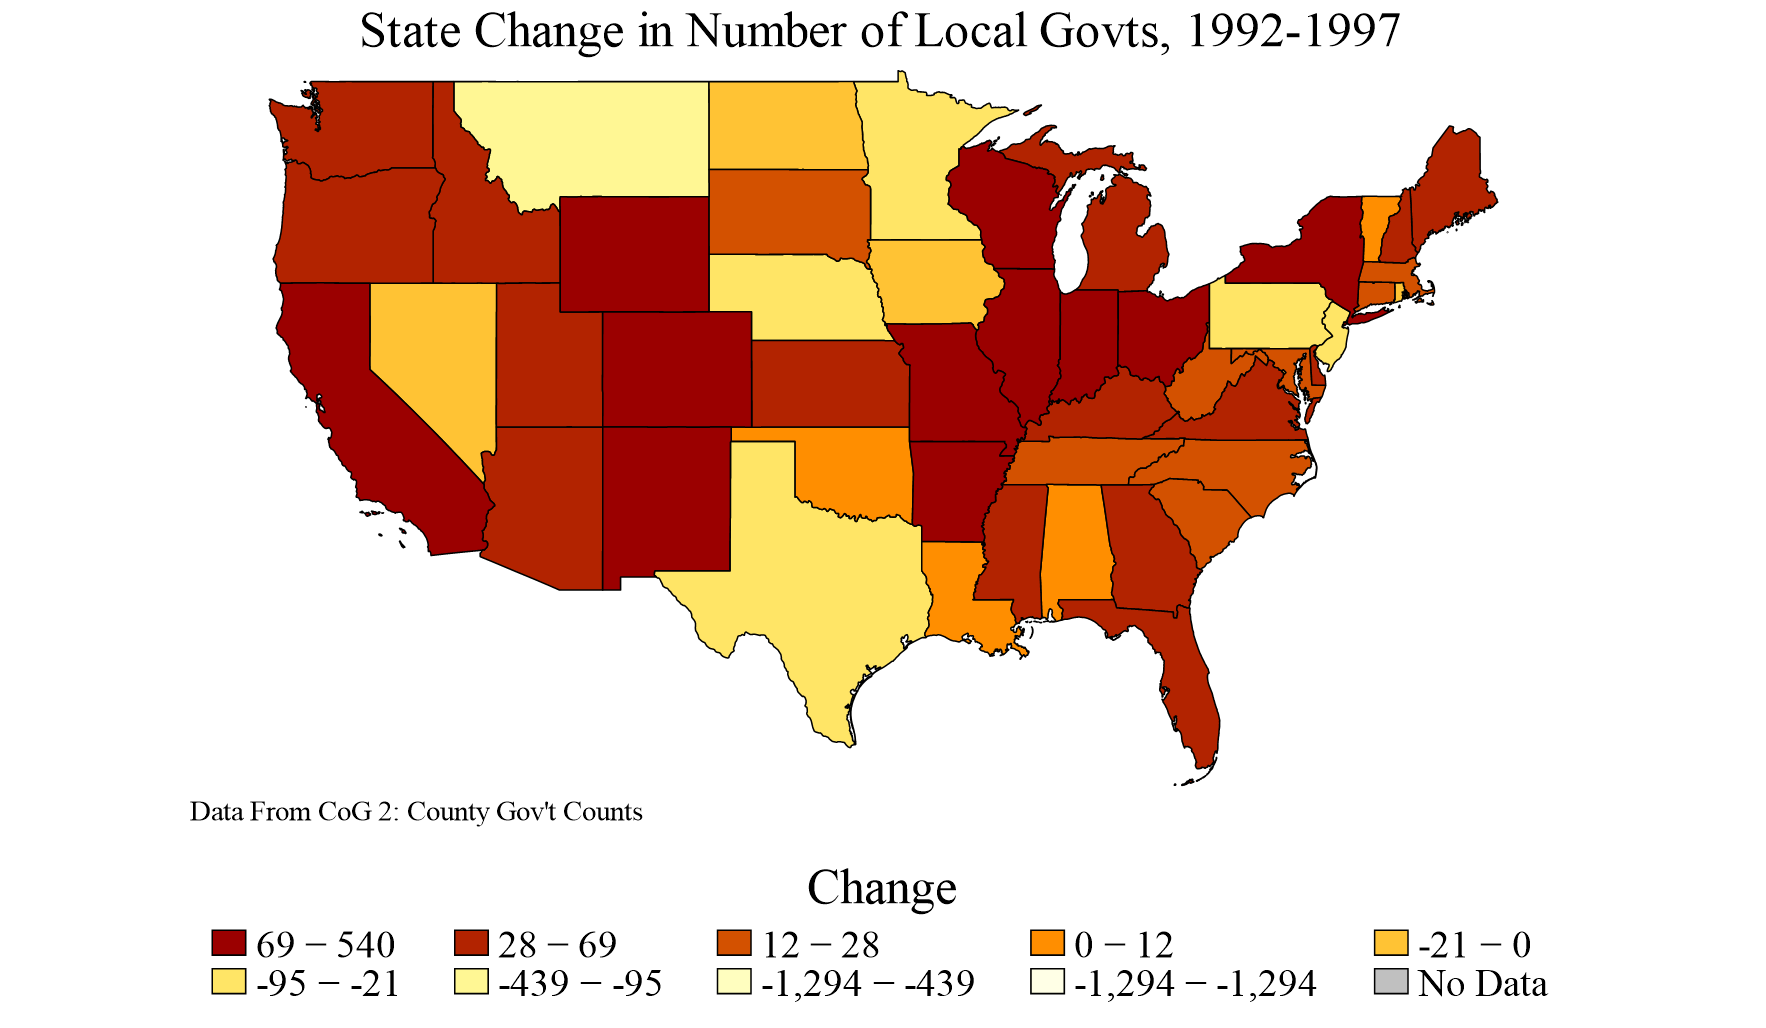 State Change in Number of Local Govts, 1992-1997
Data From CoG 2: County Gov't Counts
Change
69 − 540 28 − 69 12 − 28 0 − 12 -21 − 0
-95 − -21 -439 − -95 -1,294 − -439 -1,294 − -1,294 No Data